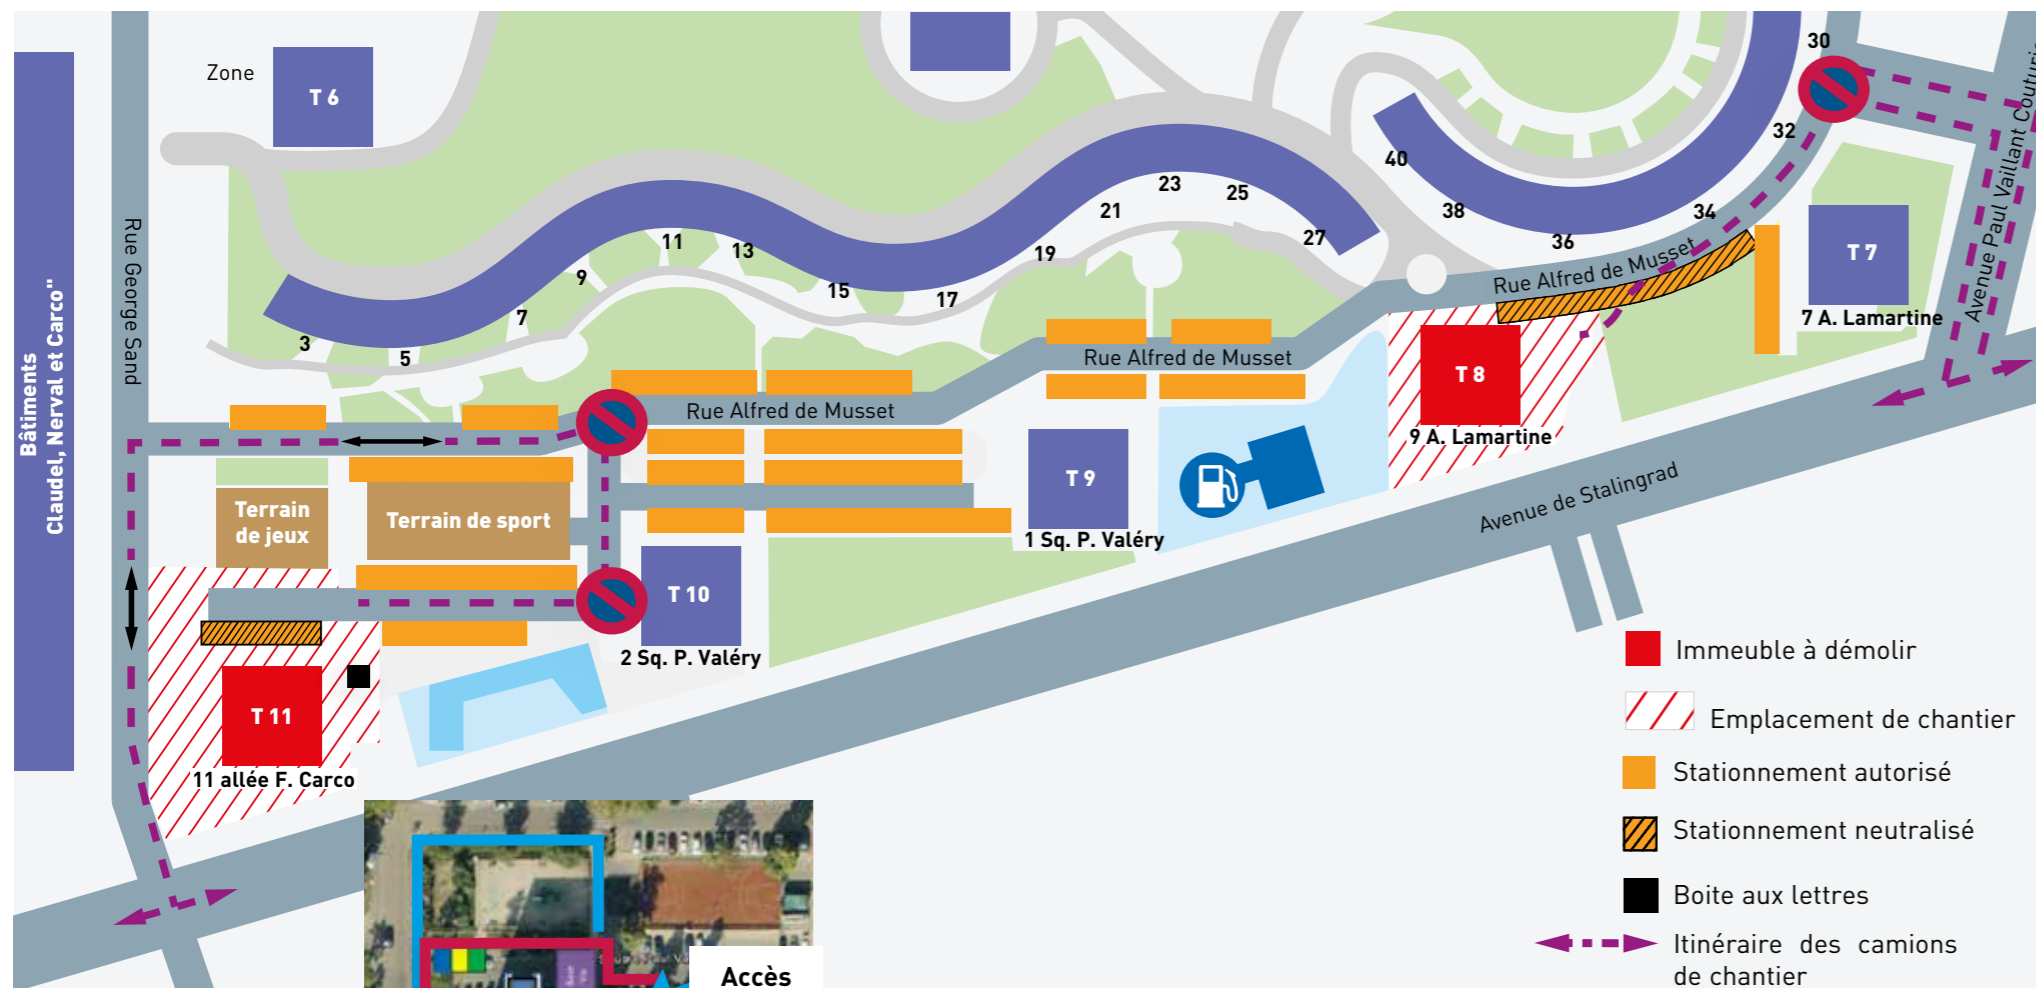 Zone
T 6
Bâtiments
Claudel, Nerval et Carco"
Rue George Sand
3
5
7
9
11
13
15
17
19
21
23
25
27
40
38
36
34
32
30
Rue Alfred de Musset
Rue Alfred de Musset
Rue Alfred de Musset
Avenue Paul Vaillant Couturie
T 7
7 A. Lamartine
T 8
9 A. Lamartine
T 9
1 Sq. P. Valéry
T 10
2 Sq. P. Valéry
Terrain
de jeux
Terrain de sport
T 11
11 allée F. Carco
Avenue de Stalingrad
Immeuble à démolir
Emplacement de chantier
Stationnement autorisé
Stationnement neutralisé
Boite aux lettres
Itinéraire des camions
de chantier
Accès